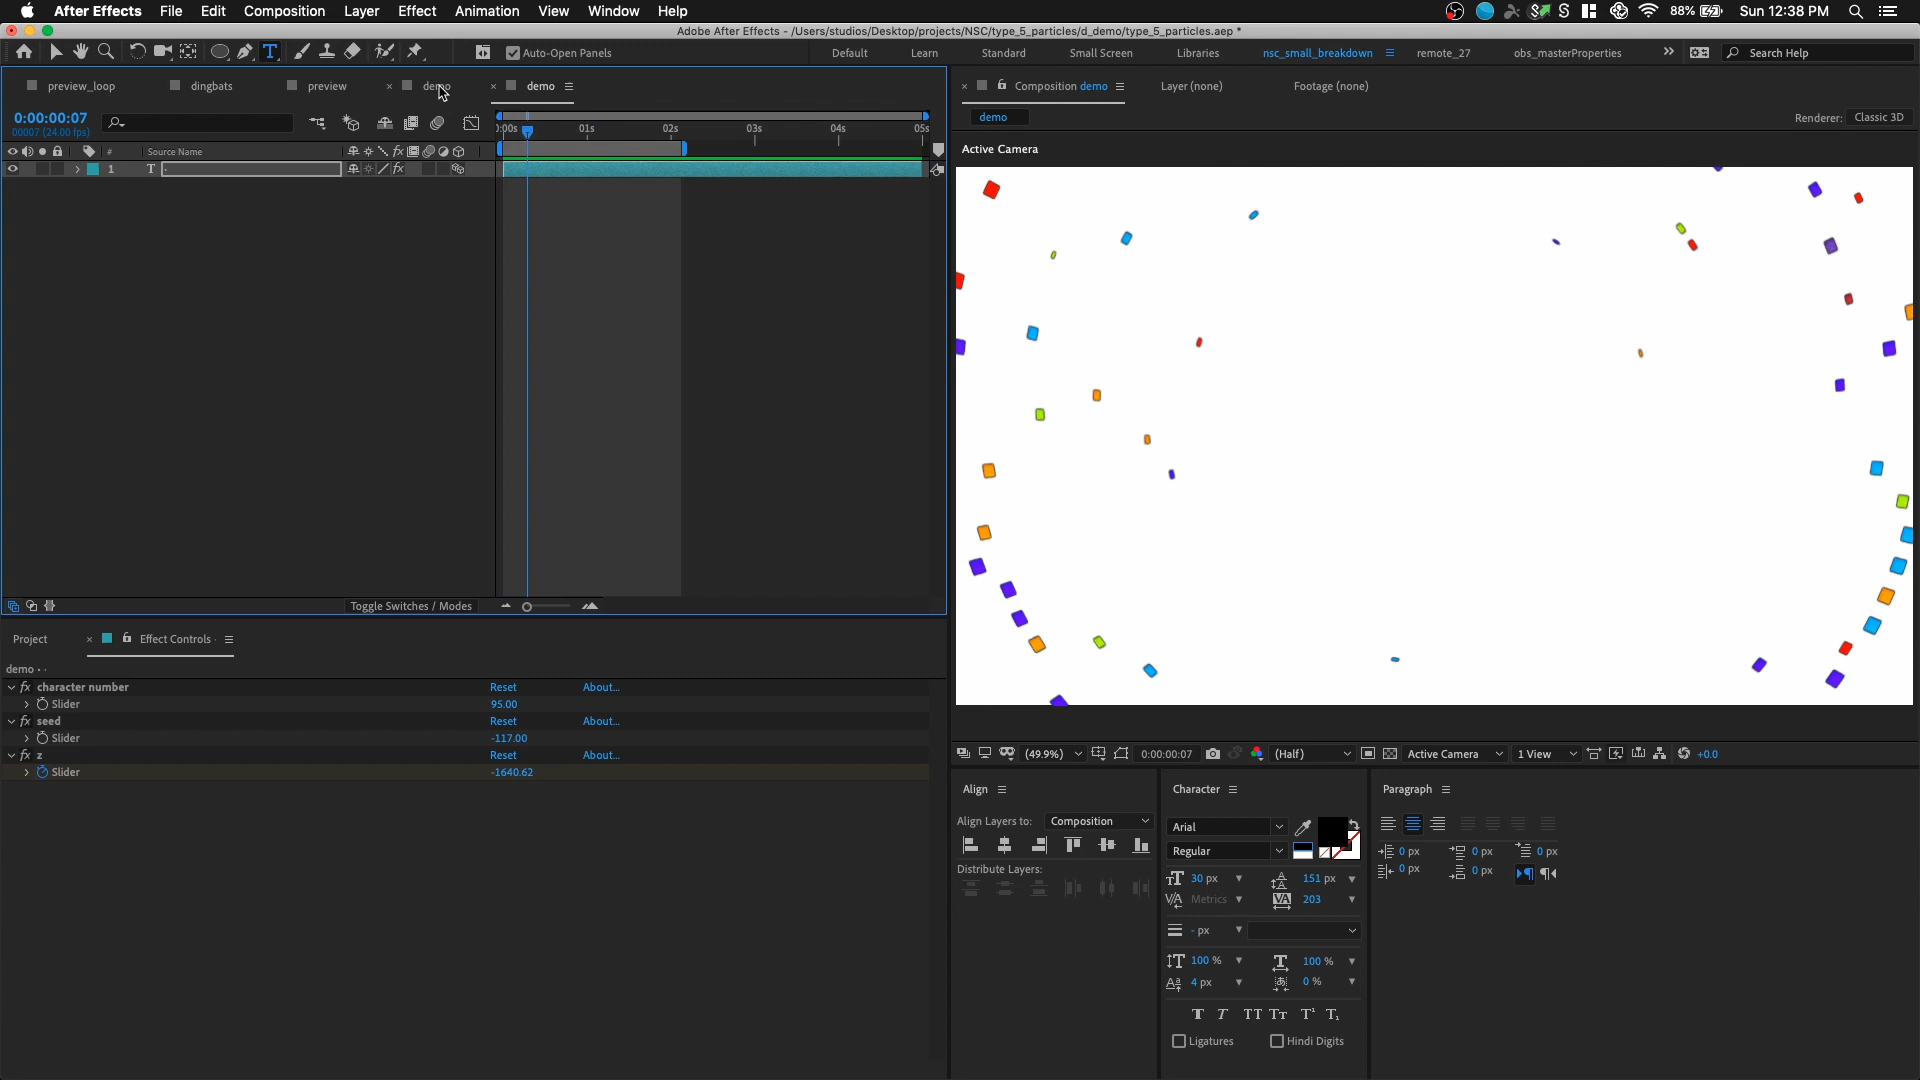 After Effects File Edit Composition Layer Effect Animation View Window Help 88% Sun 12:38 PM
Adobe After Effects - /Users/studios/Desktop/projects/NSC/type_5_particles/d_demo/type_5_particles.aep *
Auto-Open Panels Default Learn Standard Small Screen Libraries nsc_small_breakdown remote_27 obs_masterProperties Search Help
preview_loop dingbats preview demo demo
Composition demo Layer (none) Footage (none)
0:00:00:07
00007 (24.00 fps)
01s 02s 03s 04s 05s
demo Renderer: Classic 3D
# Source Name
Active Camera
1 T
Toggle Switches / Modes
Project Effect Controls
demo
fx character number Reset About...
Slider 95.00
fx seed Reset About...
Slider -117.00
fx z Reset About...
Slider -1640.62
(49.9%) 0:00:00:07 (Half) Active Camera 1 View +0.0
Align
Align Layers to: Composition
Distribute Layers:
Character
Arial
Regular
30 px 151 px
Metrics 203
- px
100 % 100 %
4 px 0 %
Ligatures Hindi Digits
Paragraph
0 px 0 px 0 px
0 px 0 px